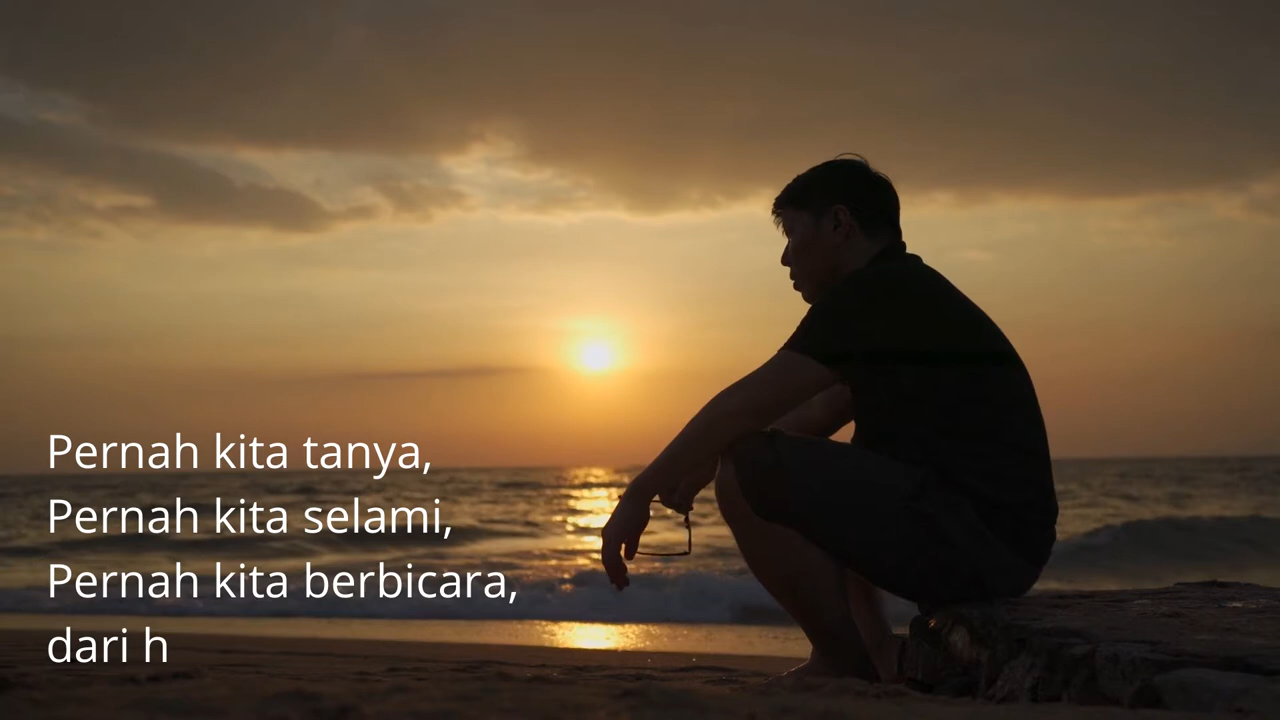 Pernah kita tanya,
Pernah kita selami,
Pernah kita berbicara,
dari h